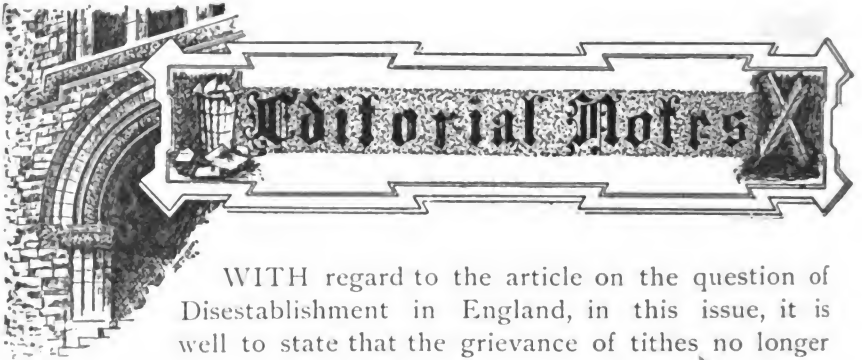 Editorial Notes
WITH regard to the article on the question of
Disestablishment in England, in this issue, it is
well to state that the grievance of tithes no longer